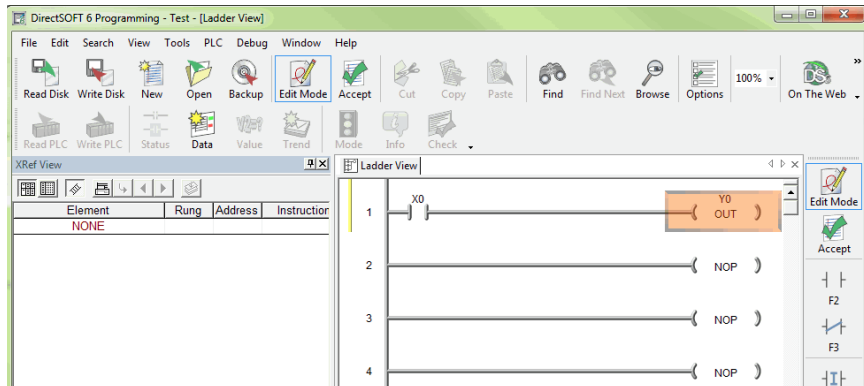 DirectSOFT 6 Programming - Test - [Ladder View]
File Edit Search View Tools PLC Debug Window Help
Read Disk Write Disk New Open Backup Edit Mode Accept Cut Copy Paste Find Find Next Browse Options 100% On The Web
Read PLC Write PLC Status Data Value Trend Mode Info Check
XRef View
Ladder View
Element Rung Address Instruction
NONE
1 X0 Y0
OUT
2 NOP
3 NOP
4 NOP
Edit Mode
Accept
F2
F3